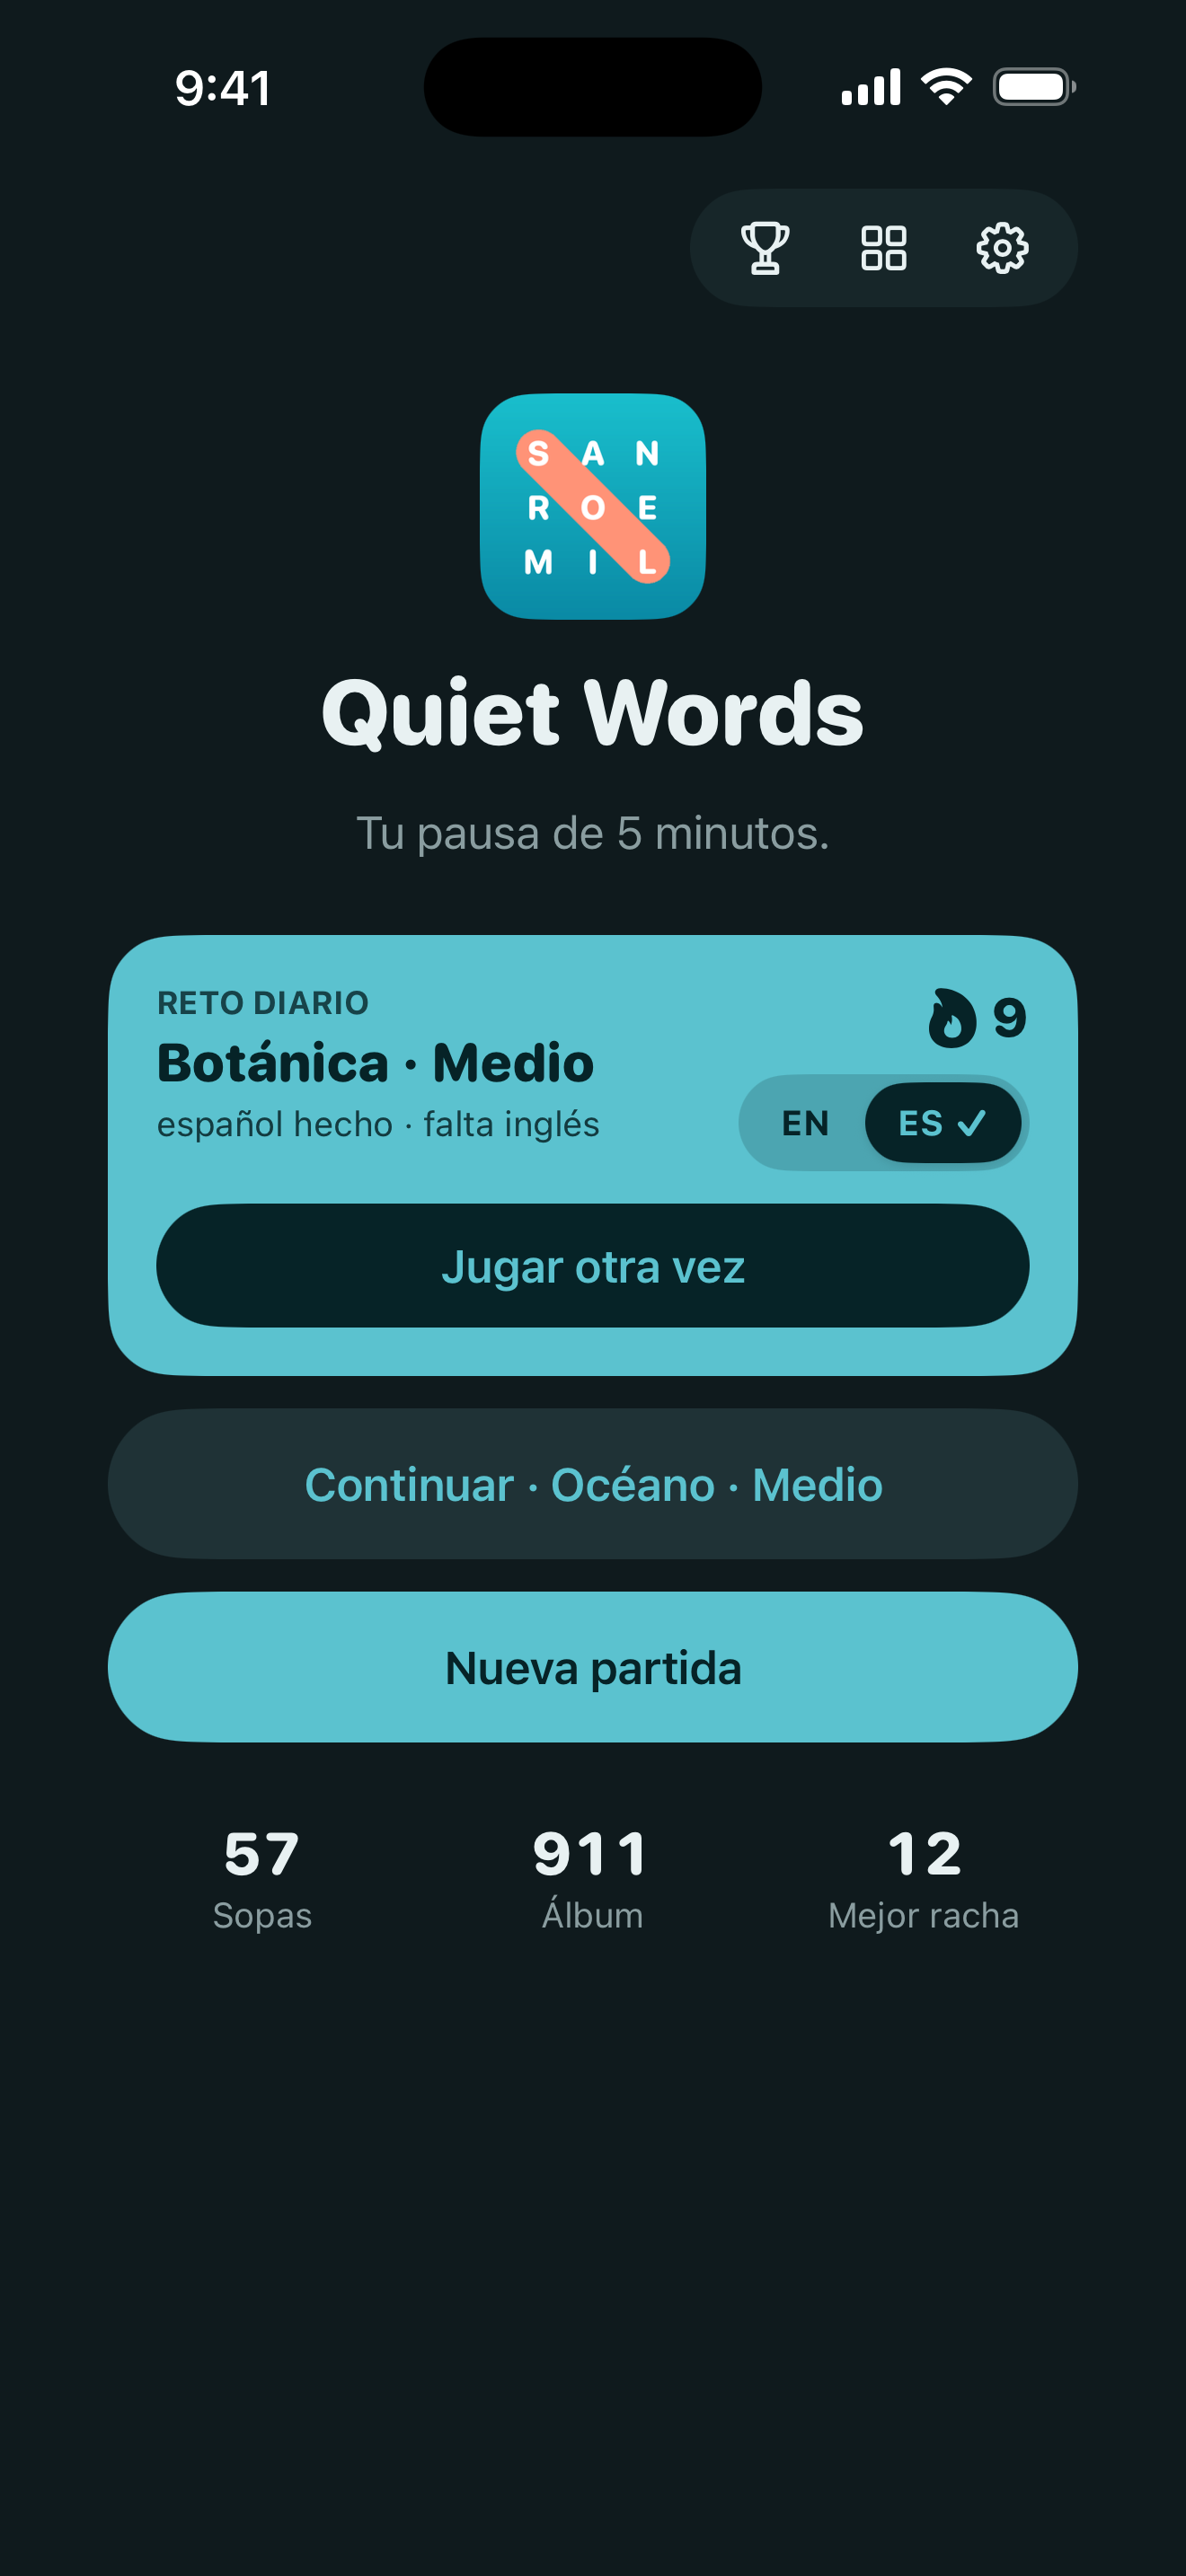 9:41
S A N
R O E
M I L
Quiet Words
Tu pausa de 5 minutos.
RETO DIARIO
9
Botánica · Medio
español hecho · falta inglés
EN ES ✓
Jugar otra vez
Continuar · Océano · Medio
Nueva partida
57 911 12
Sopas Álbum Mejor racha